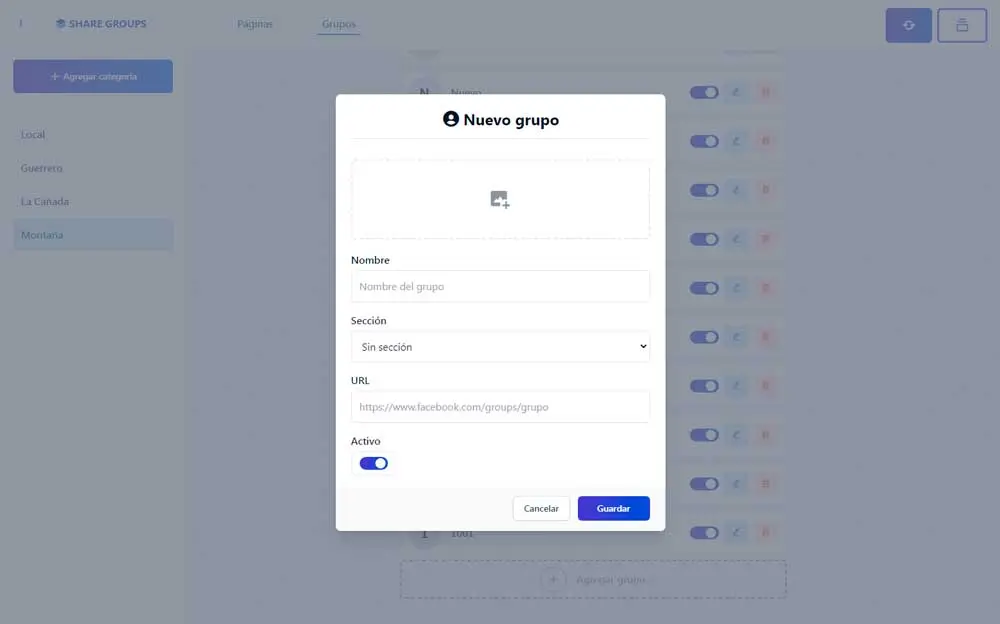 SHARE GROUPS
Páginas
Grupos
+ Agregar categoría
Local
Guerrero
La Cañada
Montaña
N Nuevo
Nuevo grupo
Nombre
Nombre del grupo
Sección
Sin sección
URL
https://www.facebook.com/groups/grupo
Activo
Cancelar
Guardar
1 1001
+ Agregar grupo